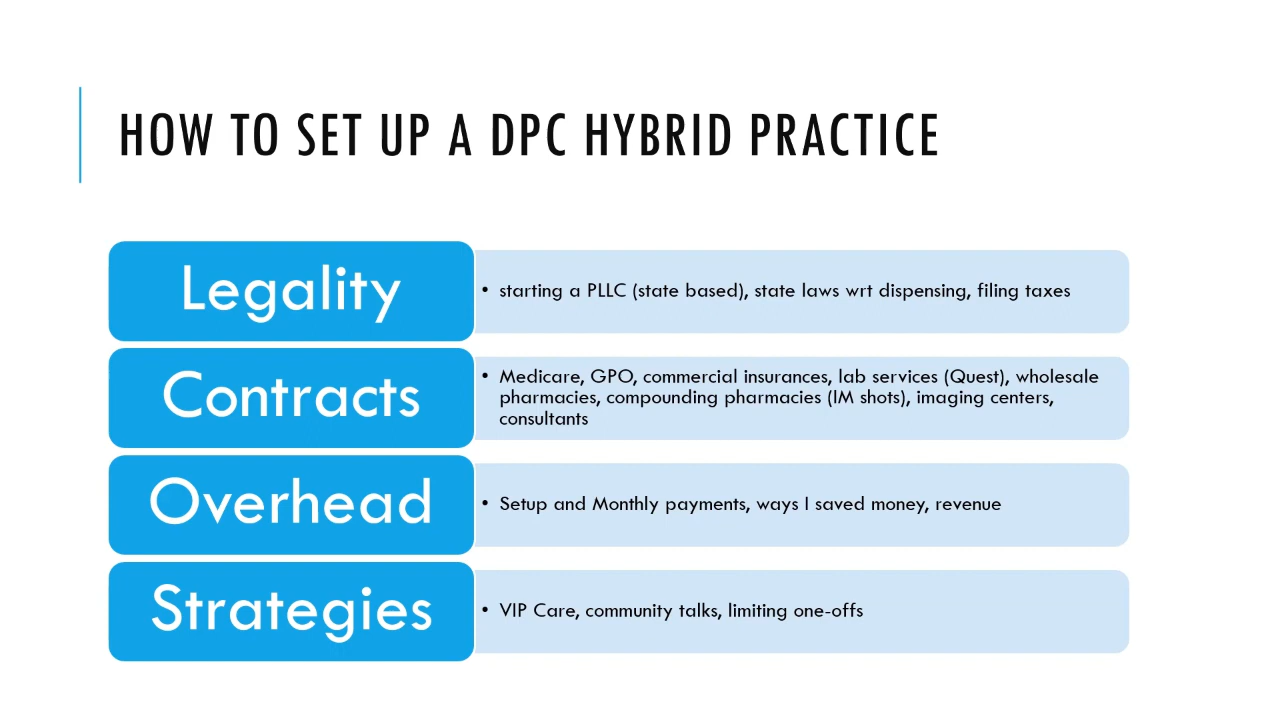 HOW TO SET UP A DPC HYBRID PRACTICE
Legality
• starting a PLLC (state based), state laws wrt dispensing, filing taxes
Contracts
• Medicare, GPO, commercial insurances, lab services (Quest), wholesale
pharmacies, compounding pharmacies (IM shots), imaging centers,
consultants
Overhead
• Setup and Monthly payments, ways I saved money, revenue
Strategies
• VIP Care, community talks, limiting one-offs